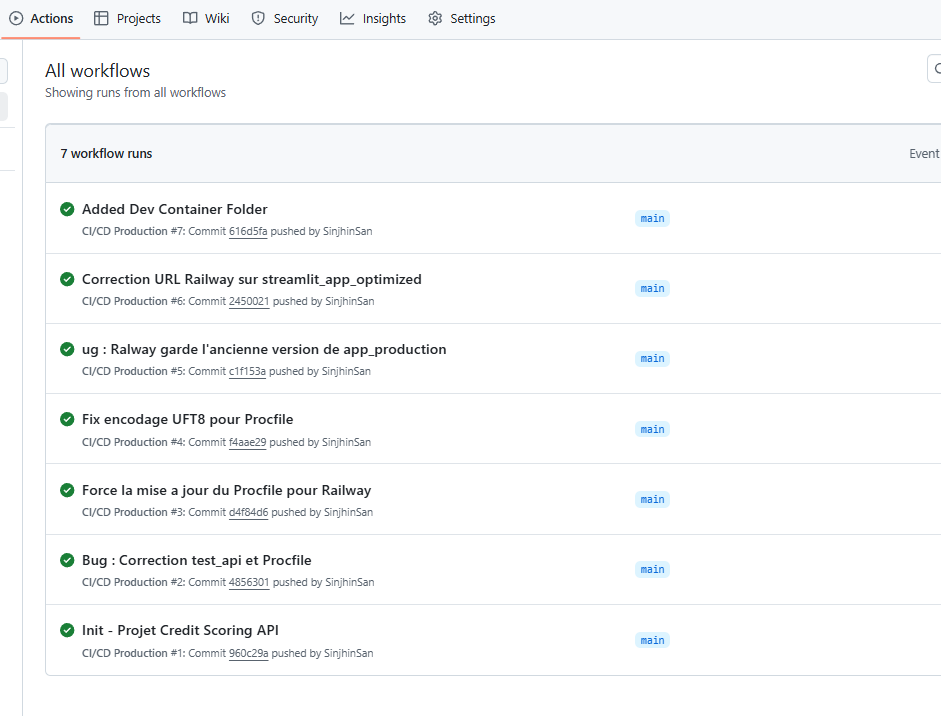 Actions Projects Wiki Security Insights Settings
All workflows
Showing runs from all workflows
7 workflow runs Event
Added Dev Container Folder
CI/CD Production #7: Commit 616d5fa pushed by SinjhinSan
main
Correction URL Railway sur streamlit_app_optimized
CI/CD Production #6: Commit 2450021 pushed by SinjhinSan
main
ug : Ralway garde l'ancienne version de app_production
CI/CD Production #5: Commit c1f153a pushed by SinjhinSan
main
Fix encodage UFT8 pour Procfile
CI/CD Production #4: Commit f4aae29 pushed by SinjhinSan
main
Force la mise a jour du Procfile pour Railway
CI/CD Production #3: Commit d4f84d6 pushed by SinjhinSan
main
Bug : Correction test_api et Procfile
CI/CD Production #2: Commit 4856301 pushed by SinjhinSan
main
Init - Projet Credit Scoring API
CI/CD Production #1: Commit 960c29a pushed by SinjhinSan
main